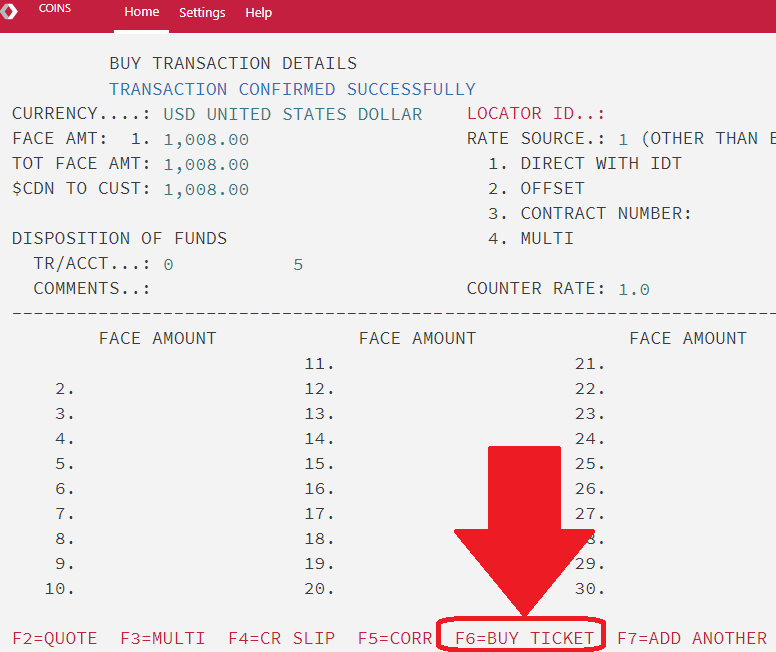 COINS Home Settings Help
BUY TRANSACTION DETAILS
TRANSACTION CONFIRMED SUCCESSFULLY
CURRENCY....: USD UNITED STATES DOLLAR LOCATOR ID..:
FACE AMT: 1. 1,008.00 RATE SOURCE.: 1 (OTHER THAN
TOT FACE AMT: 1,008.00 1. DIRECT WITH IDT
$CDN TO CUST: 1,008.00 2. OFFSET
3. CONTRACT NUMBER:
DISPOSITION OF FUNDS 4. MULTI
TR/ACCT...: 0 5
COMMENTS..: COUNTER RATE: 1.0
FACE AMOUNT FACE AMOUNT FACE AMOUNT
11. 21.
2. 12. 22.
3. 13. 23.
4. 14. 24.
5. 15. 25.
6. 16. 26.
7. 17. 27.
8. 18. 8.
9. 19. 29.
10. 20. 30.
F2=QUOTE F3=MULTI F4=CR SLIP F5=CORR F6=BUY TICKET F7=ADD ANOTHER